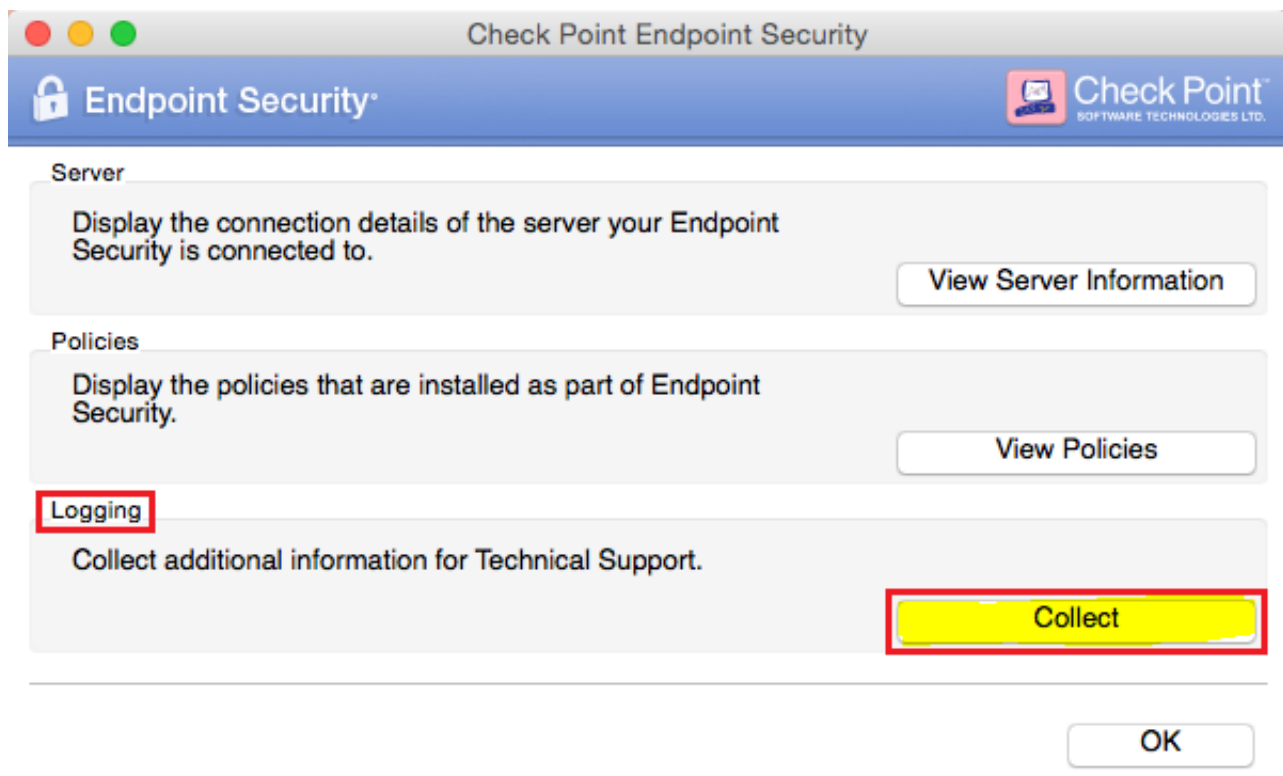 Check Point Endpoint Security
Endpoint Security
Check Point™
SOFTWARE TECHNOLOGIES LTD.
Server
Display the connection details of the server your Endpoint
Security is connected to.
View Server Information
Policies
Display the policies that are installed as part of Endpoint
Security.
View Policies
Logging
Collect additional information for Technical Support.
Collect
OK